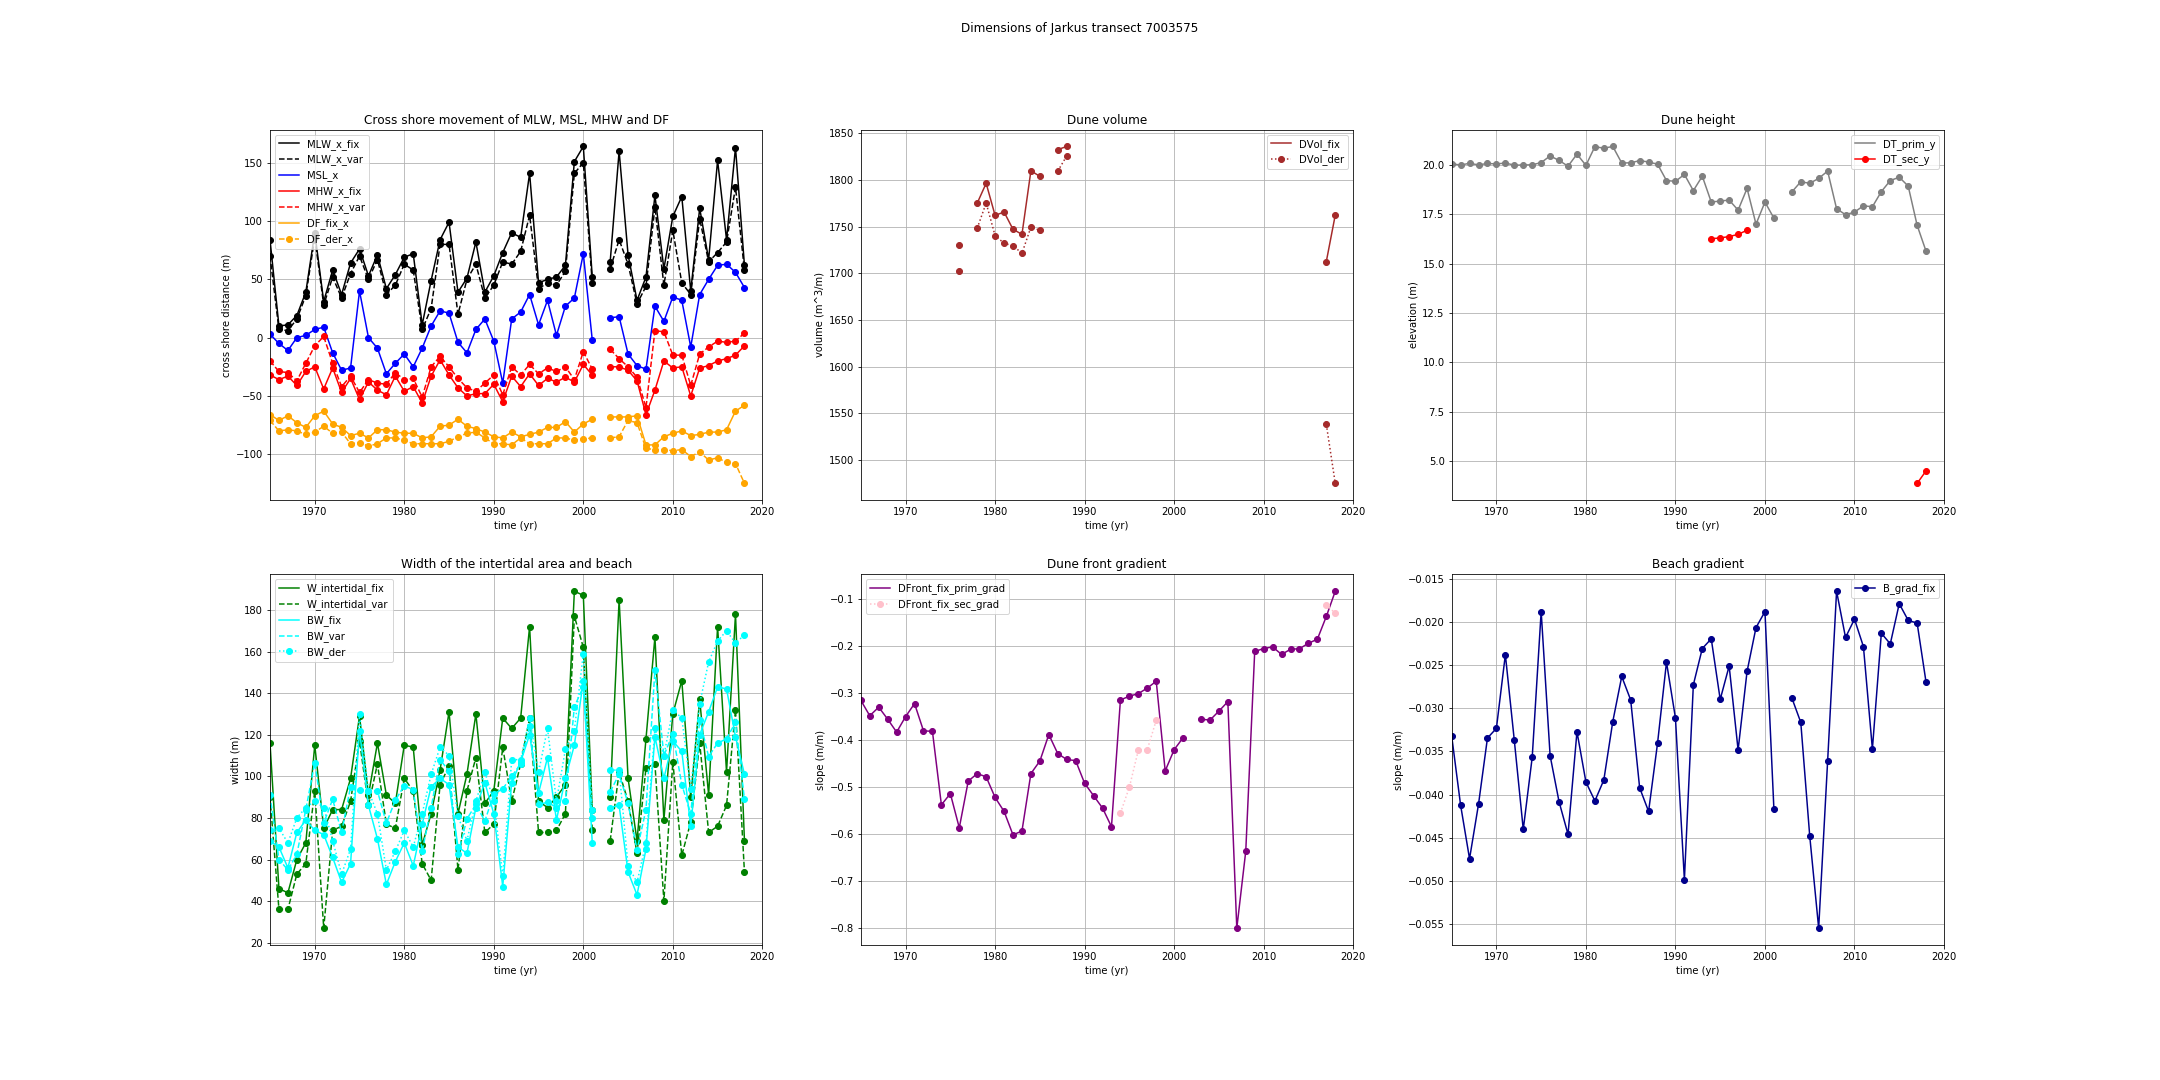 Dimensions of Jarkus transect 7003575
Cross shore movement of MLW, MSL, MHW and DF
MLW_x_fix
MLW_x_var
MSL_x
MHW_x_fix
MHW_x_var
DF_fix_x
DF_der_x
cross shore distance (m)
150
100
50
0
−50
−100
1970 1980 1990 2000 2010 2020
time (yr)
Dune volume
DVol_fix
DVol_der
volume (m^3/m)
1850
1800
1750
1700
1650
1600
1550
1500
1970 1980 1990 2000 2010 2020
time (yr)
Dune height
DT_prim_y
DT_sec_y
elevation (m)
20.0
17.5
15.0
12.5
10.0
7.5
5.0
1970 1980 1990 2000 2010 2020
time (yr)
Width of the intertidal area and beach
W_intertidal_fix
W_intertidal_var
BW_fix
BW_var
BW_der
width (m)
180
160
140
120
100
80
60
40
20
1970 1980 1990 2000 2010 2020
time (yr)
Dune front gradient
DFront_fix_prim_grad
DFront_fix_sec_grad
slope (m/m)
−0.1
−0.2
−0.3
−0.4
−0.5
−0.6
−0.7
−0.8
1970 1980 1990 2000 2010 2020
time (yr)
Beach gradient
B_grad_fix
slope (m/m)
−0.015
−0.020
−0.025
−0.030
−0.035
−0.040
−0.045
−0.050
−0.055
1970 1980 1990 2000 2010 2020
time (yr)